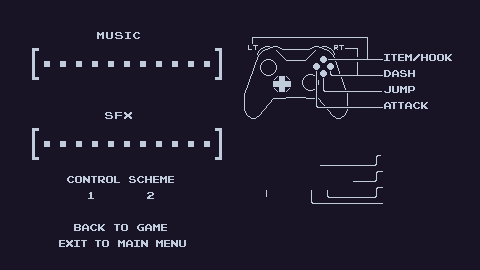 MUSIC
SFX
CONTROL SCHEME
1 2
BACK TO GAME
EXIT TO MAIN MENU
LT RT
ITEM/HOOK
DASH
JUMP
ATTACK